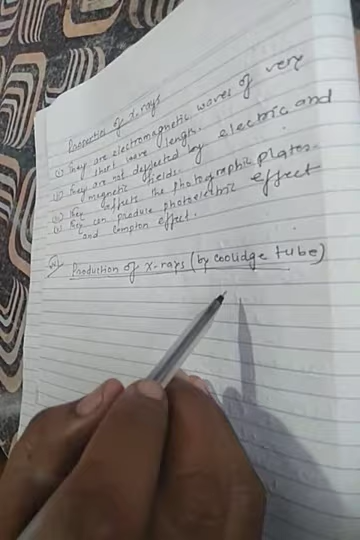 Properties of x-rays
(i) They are electromagnetic waves of very
short wave length.
(ii) They are not deflected by electric and
magnetic fields.
(iii) They affects the photographic plates.
(iv) They can produce photoelectric effect
and compton effect.
Production of x-rays (by coolidge tube)